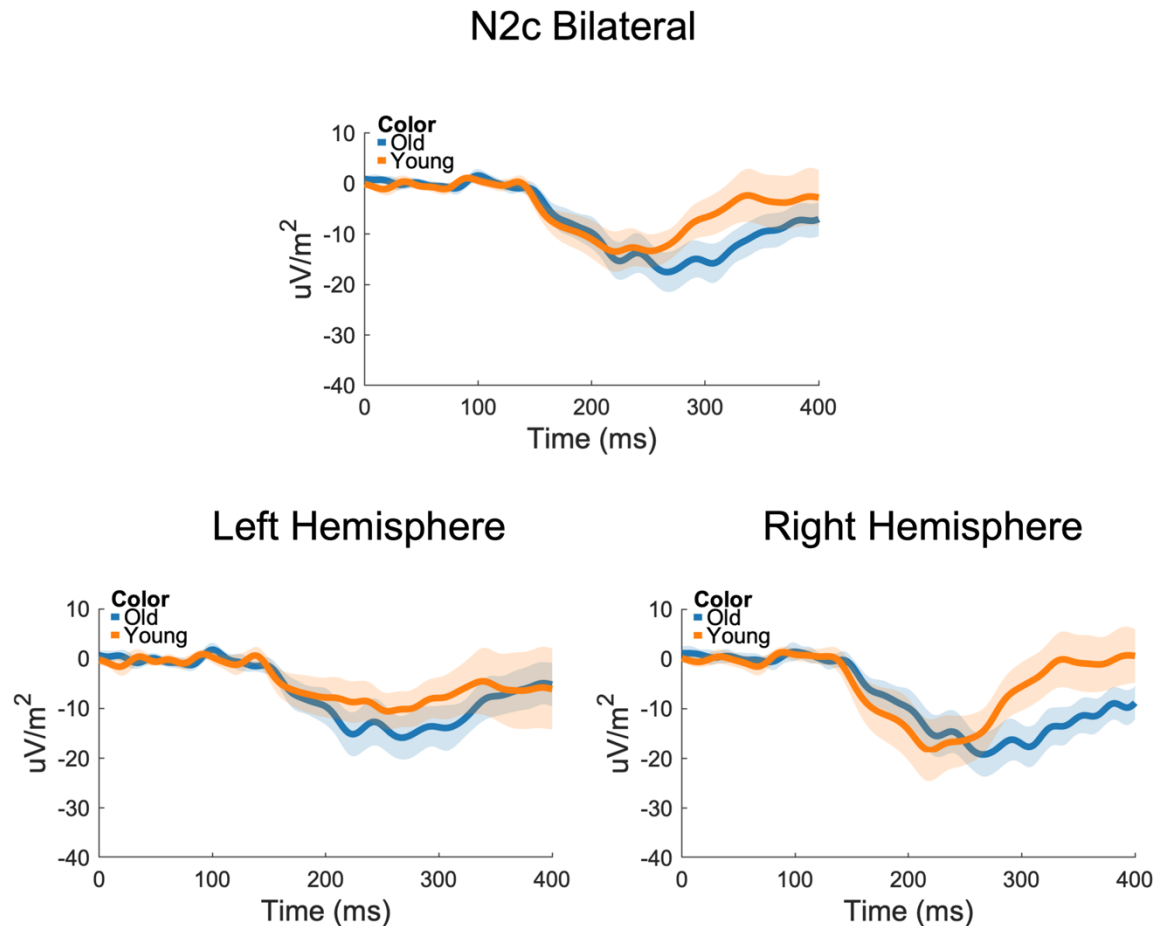 N2c Bilateral
Color
Old
Young
10
0
-10
-20
-30
-40
uV/m²
0 100 200 300 400
Time (ms)
Left Hemisphere
Color
Old
Young
10
0
-10
-20
-30
-40
uV/m²
0 100 200 300 400
Time (ms)
Right Hemisphere
Color
Old
Young
10
0
-10
-20
-30
-40
uV/m²
0 100 200 300 400
Time (ms)